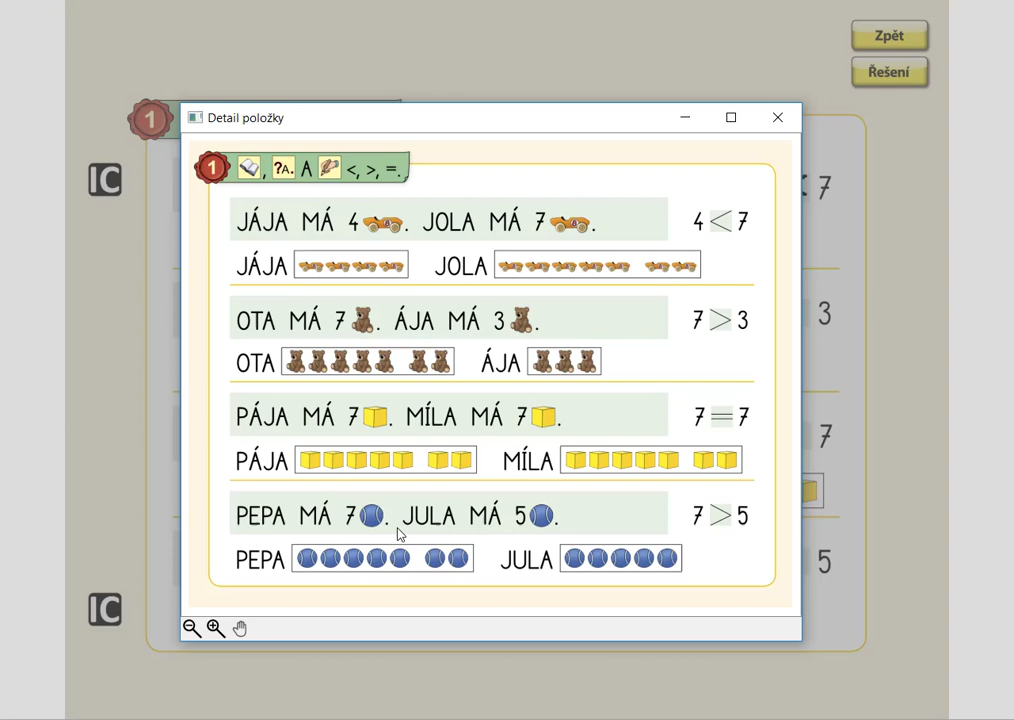 Zpět
Řešení
1
Detail položky
1 , ?A. A <, >, =.
JÁJA MÁ 4 . JOLA MÁ 7 . 4 < 7
JÁJA JOLA
OTA MÁ 7 . ÁJA MÁ 3 . 7 > 3
OTA ÁJA
PÁJA MÁ 7 . MÍLA MÁ 7 . 7 = 7
PÁJA MÍLA
PEPA MÁ 7 . JULA MÁ 5 . 7 > 5
PEPA JULA
IC
7
3
7
5
IC